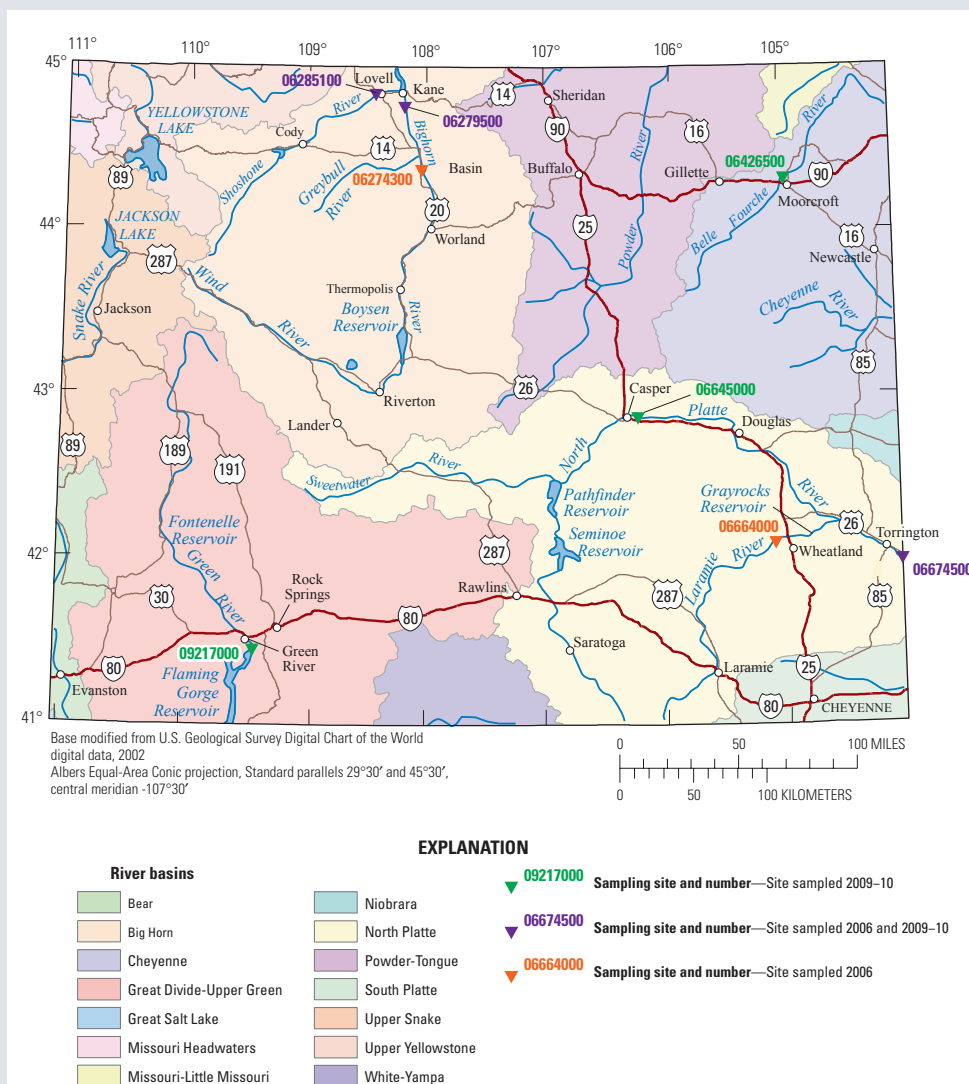 111°
110°
109°
108°
107°
106°
105°
45°
44°
43°
42°
41°
06285100
Lovell
Kane
06279500
14
Sheridan
90
16
River
YELLOWSTONE
LAKE
Cody
River
Bighorn
14
Shoshone
Greybull
River
06274300
Basin
89
Buffalo
River
Gillette
06426500
90
Moorcroft
Belle Fourche
JACKSON
LAKE
20
Worland
25
Powder
16
Newcastle
287
Wind
River
Thermopolis
Boysen
Reservoir
River
Snake River
Jackson
Cheyenne
River
85
Riverton
26
Casper
06645000
Platte
Douglas
Lander
89
189
191
Sweetwater
River
North
Pathfinder
Reservoir
Seminoe
Reservoir
Grayrocks
Reservoir
River
26
Torrington
06664000
River
Wheatland
06674500
Fontenelle
Reservoir
Green
River
287
Laramie
30
Rock
Springs
Rawlins
80
287
85
Green
River
09217000
Saratoga
80
Evanston
Flaming
Gorge
Reservoir
Laramie
25
80
CHEYENNE
Base modified from U.S. Geological Survey Digital Chart of the World
digital data, 2002
Albers Equal-Area Conic projection, Standard parallels 29°30′ and 45°30′,
central meridian -107°30′
0 50 100 MILES
0 50 100 KILOMETERS
EXPLANATION
River basins
Bear
Big Horn
Cheyenne
Great Divide-Upper Green
Great Salt Lake
Missouri Headwaters
Missouri-Little Missouri
Niobrara
North Platte
Powder-Tongue
South Platte
Upper Snake
Upper Yellowstone
White-Yampa
09217000 Sampling site and number—Site sampled 2009–10
06674500 Sampling site and number—Site sampled 2006 and 2009-10
06664000 Sampling site and number—Site sampled 2006